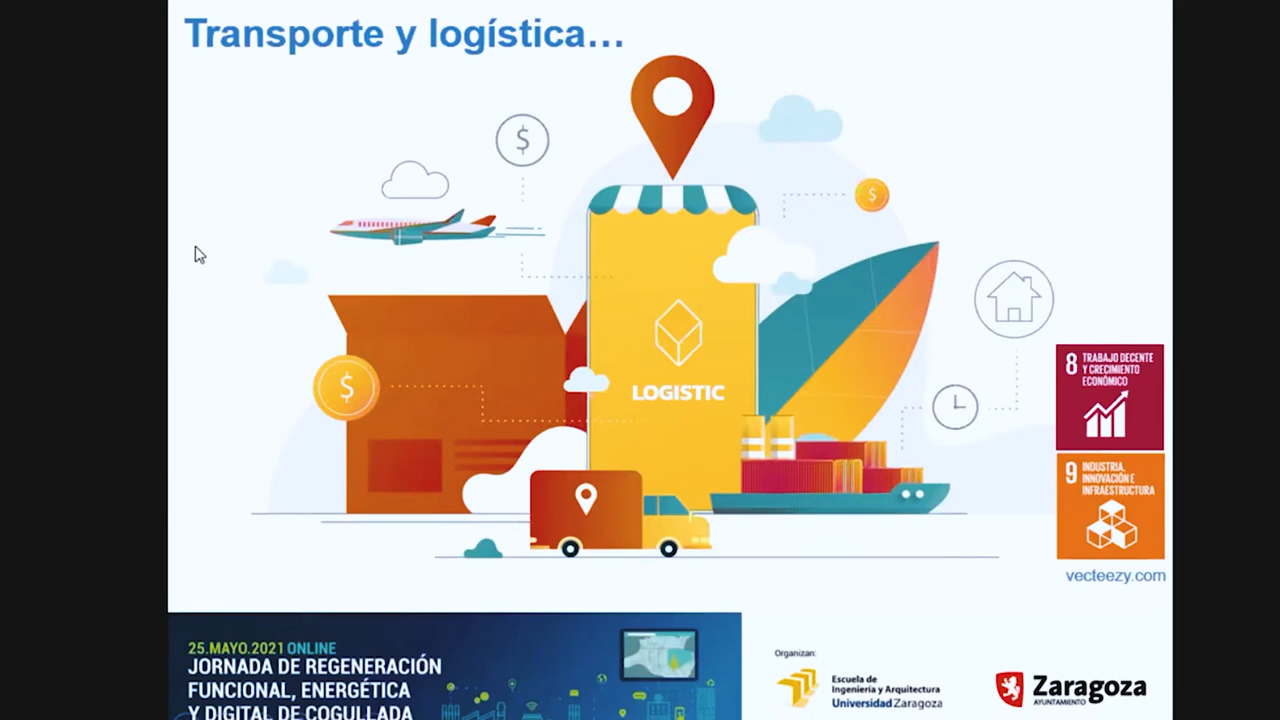 Transporte y logística...
$
$
$
LOGISTIC
8 TRABAJO DECENTE
Y CRECIMIENTO
ECONÓMICO
9 INDUSTRIA,
INNOVACIÓN E
INFRAESTRUCTURA
vecteezy.com
25.MAYO.2021 ONLINE
JORNADA DE REGENERACIÓN
FUNCIONAL, ENERGÉTICA
Y DIGITAL DE COGULLADA
Organizan:
Escuela de
Ingeniería y Arquitectura
Universidad Zaragoza
Zaragoza
AYUNTAMIENTO